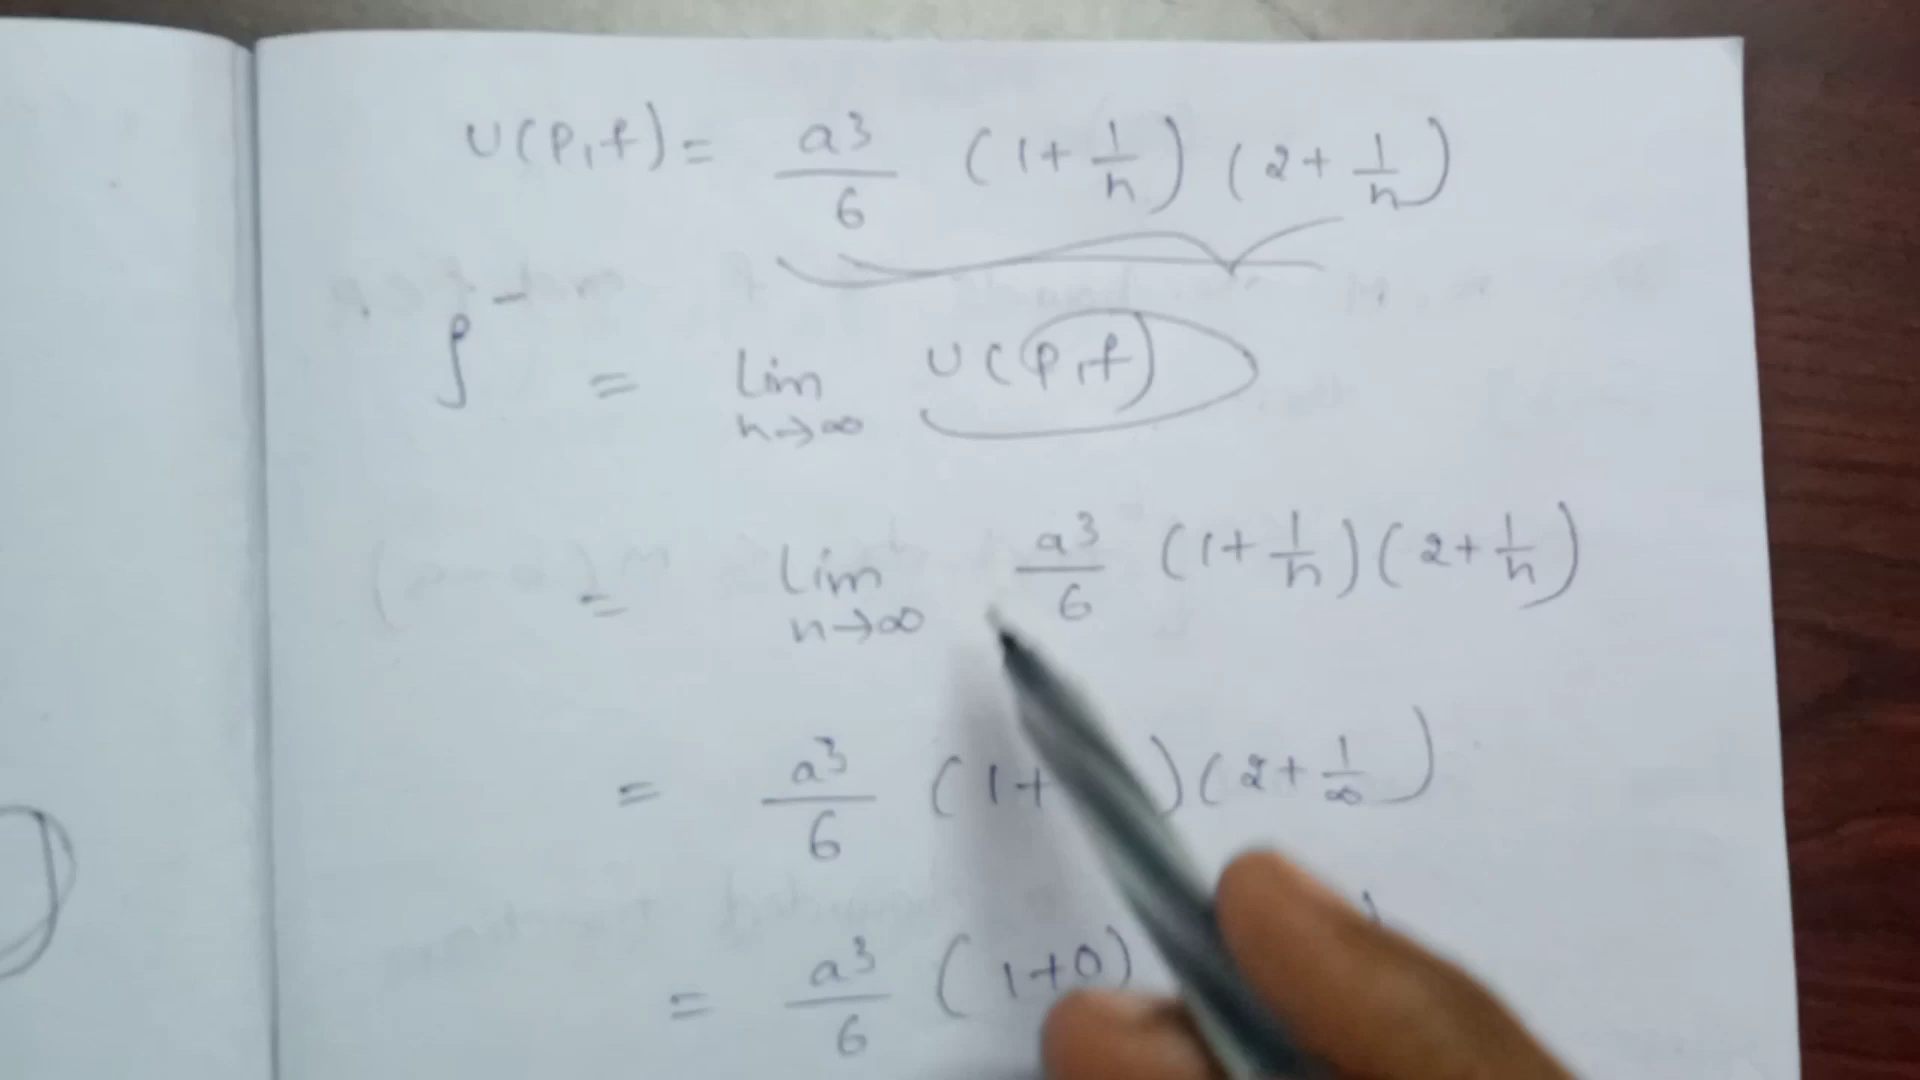 U(P,f) = a³/6 (1 + 1/n) (2 + 1/n)
∫⁻ = lim n→∞ U(P,f)
= lim n→∞ a³/6 (1 + 1/n) (2 + 1/n)
= a³/6 (1+ ) (2 + 1/∞)
= a³/6 (1+0)